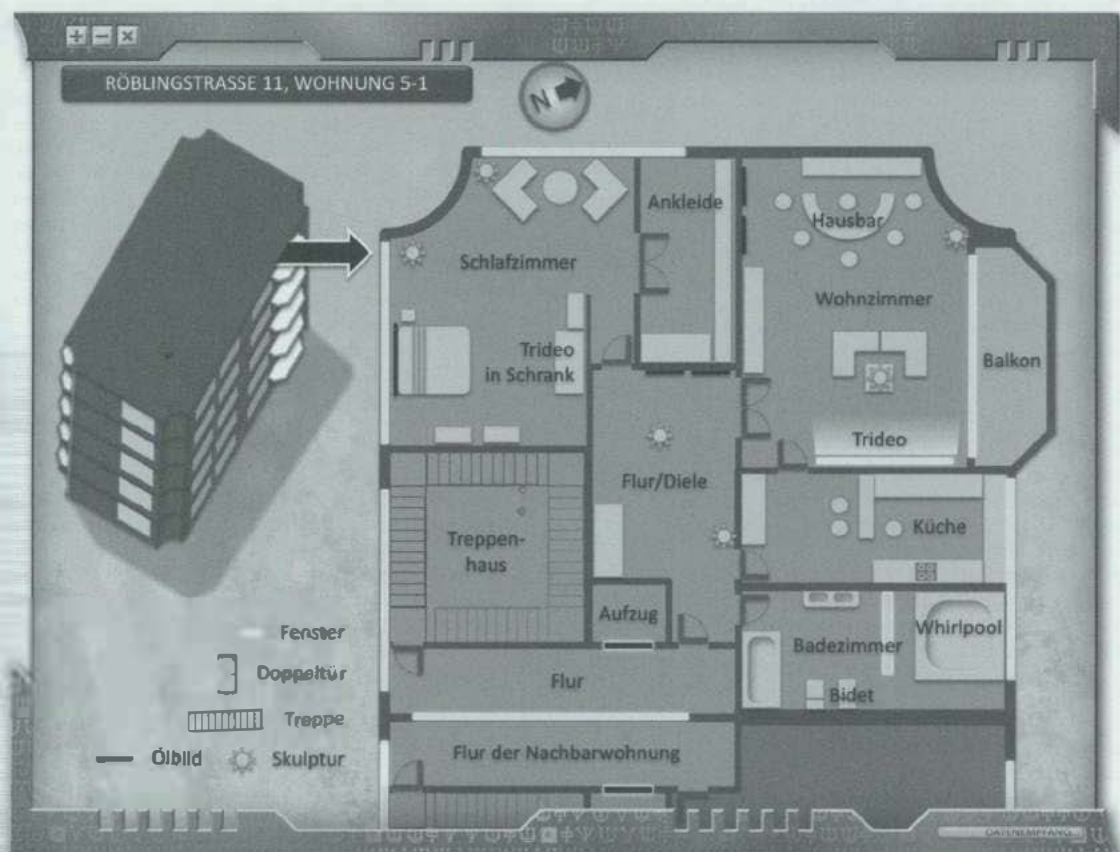 RÖBLINGSTRASSE 11, WOHNUNG 5-1
N
Ankleide
Hausbar
Schlafzimmer
Wohnzimmer
Trideo
in Schrank
Balkon
Trideo
Flur/Diele
Küche
Treppen-
haus
Aufzug
Badezimmer
Whirlpool
Bidet
Flur
Flur der Nachbarwohnung
Fenster
Doppeltür
Treppe
Ölbild
Skulptur
DATENEMPFANG...